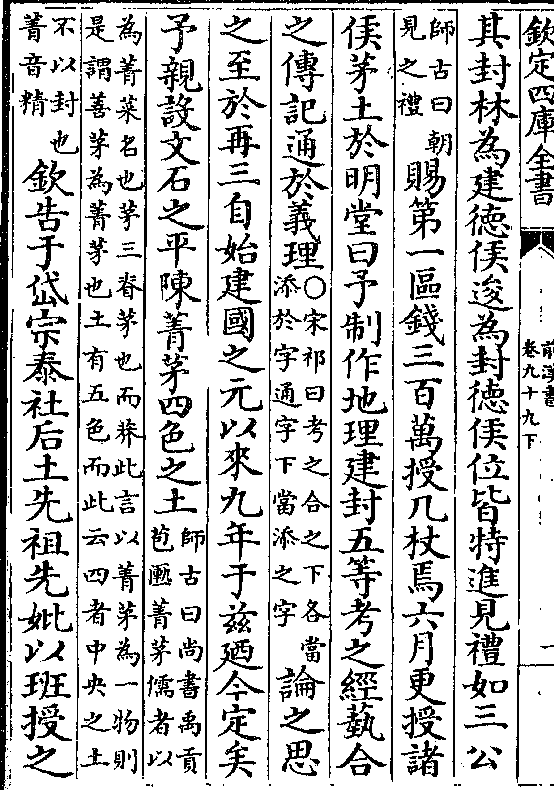 欽定四庫全書
前漢書
卷九十九下
其封林為建德侯逡為封德侯位皆特進見禮如三公
師古曰朝
見之禮
賜第一區錢三百萬授几杖焉六月更授諸
侯茅土於明堂曰予制作地理建封五等考之經藝合
之傳記通於義理
○宋祁曰考之合之下各當
添於字通字下當添之字
論之思
之至於再三自始建國之元以來九年于兹廼今定矣
予親設文石之平陳菁茅四色之土
師古曰尚書禹貢
苞匭菁茅儒者以
為菁菜名也茅三脊茅也而莽此言以菁茅為一物則
是謂善茅為菁茅也土有五色而此云四者中央之土
不以封也
菁音精
欽告于岱宗泰社后土先祖先妣以班授之